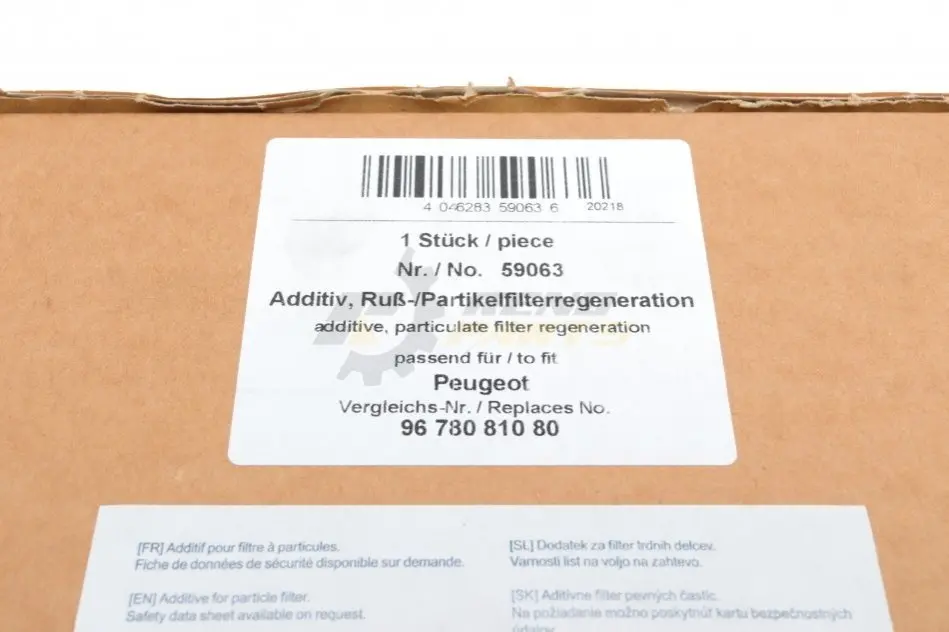 4 046283 590636 20218
1 Stück / piece
Nr. / No. 59063
Additiv, Ruß-/Partikelfilterregeneration
additive, particulate filter regeneration
passend für / to fit
Peugeot
Vergleichs-Nr. / Replaces No.
96 780 810 80
[FR] Additif pour filtre à particules.
Fiche de données de sécurité disponible sur demande.
[EN] Additive for particle filter.
Safety data sheet available on request.
[SL] Dodatek za filter trdnih delcev.
Varnosti list na voljo na zahtevo.
[SK] Aditívne filter pevných častíc.
Na požiadanie možno poskytnúť kartu bezpečnostných
údajov.